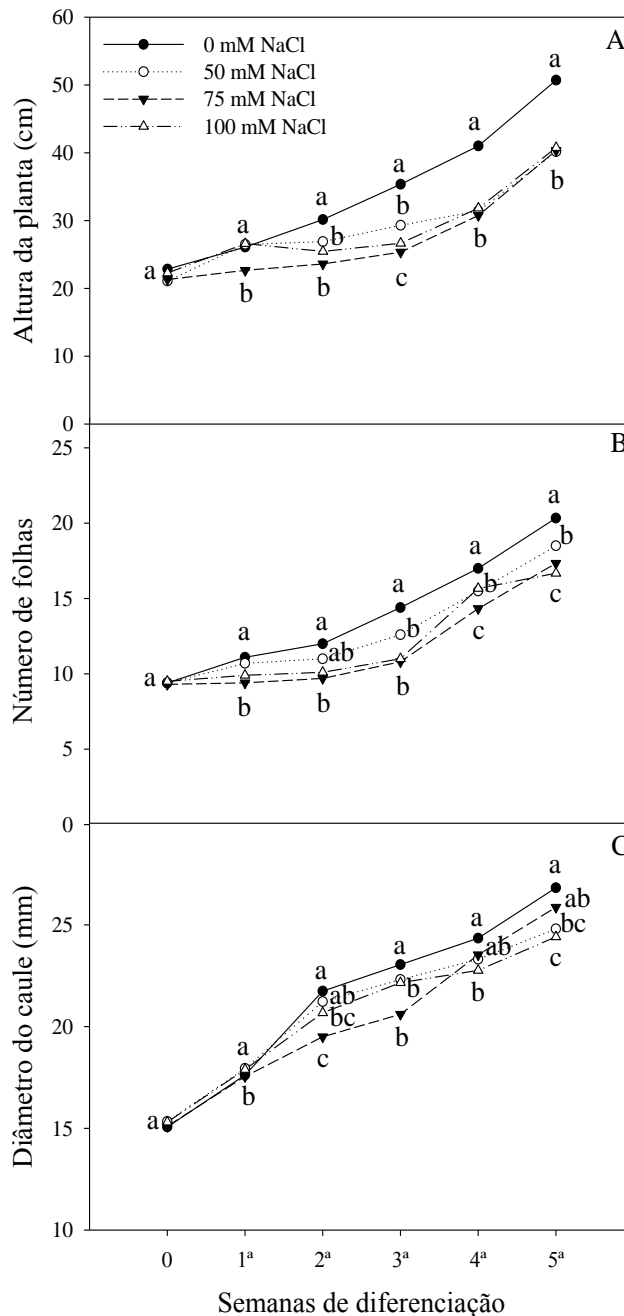 60
50
40
30
20
10
0
Altura da planta (cm)
0 mM NaCl
50 mM NaCl
75 mM NaCl
100 mM NaCl
A
a
a
a
a
a
a
b
b
b
b
b
c
b
b
25
20
15
10
5
0
Número de folhas
B
a
a
a
a
a
a
ab
b
b
b
b
b
b
b
c
c
25
20
15
10
Diâmetro do caule (mm)
C
a
a
a
a
a
a
ab
bc
b
ab
ab
bc
b
c
b
b
c
0
1ª
2ª
3ª
4ª
5ª
Semanas de diferenciação